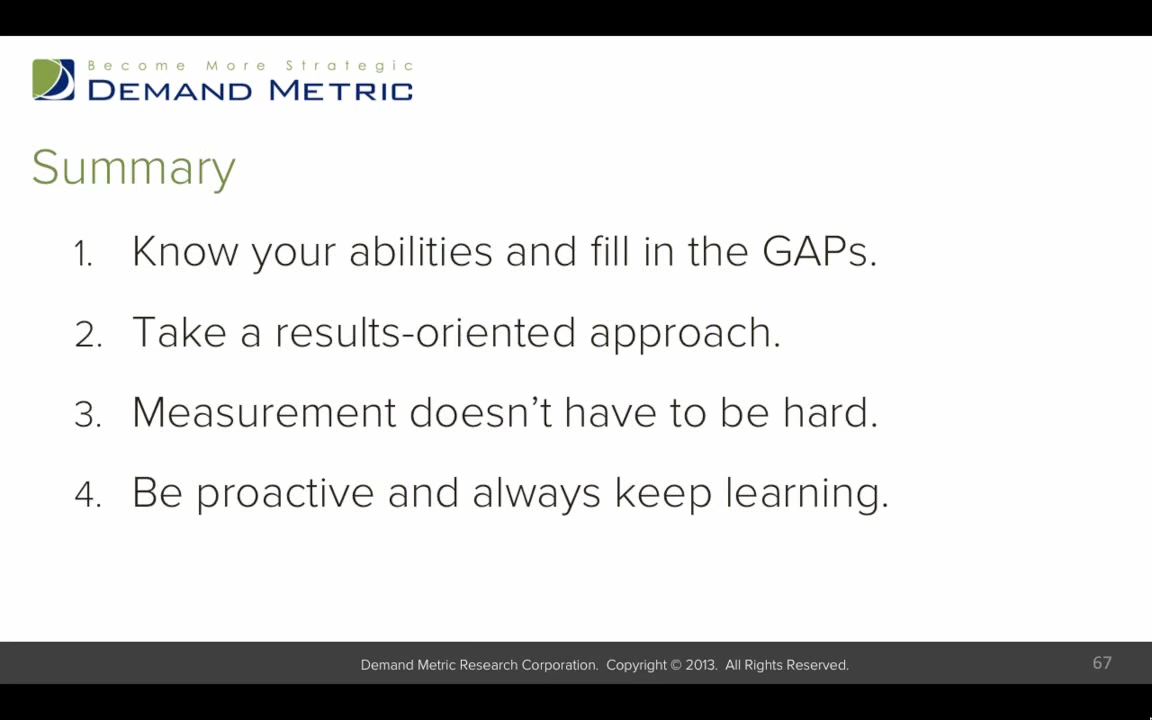 Become More Strategic
DEMAND METRIC
Summary
1. Know your abilities and fill in the GAPs.
2. Take a results-oriented approach.
3. Measurement doesn’t have to be hard.
4. Be proactive and always keep learning.
Demand Metric Research Corporation. Copyright © 2013. All Rights Reserved.
67